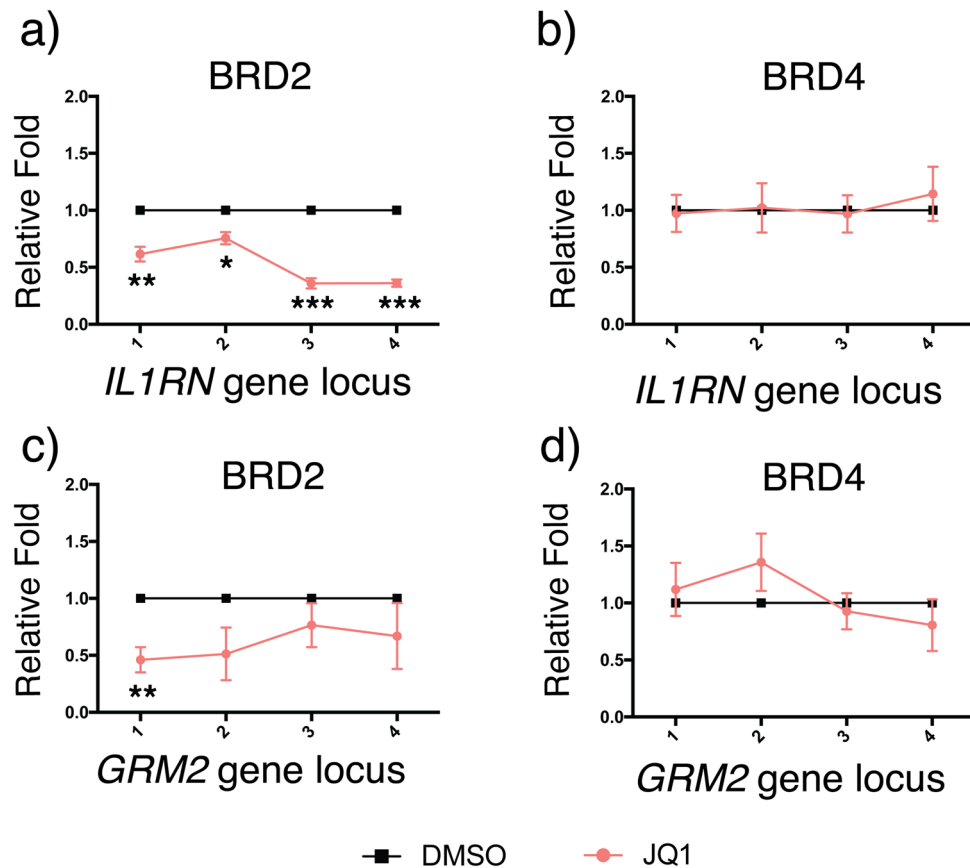 a)
BRD2
2.0
1.5
1.0
0.5
0.0
Relative Fold
**
*
***
***
1 2 3 4
IL1RN gene locus
b)
BRD4
2.0
1.5
1.0
0.5
0.0
Relative Fold
1 2 3 4
IL1RN gene locus
c)
BRD2
2.0
1.5
1.0
0.5
0.0
Relative Fold
**
1 2 3 4
GRM2 gene locus
d)
BRD4
2.0
1.5
1.0
0.5
0.0
Relative Fold
1 2 3 4
GRM2 gene locus
DMSO JQ1